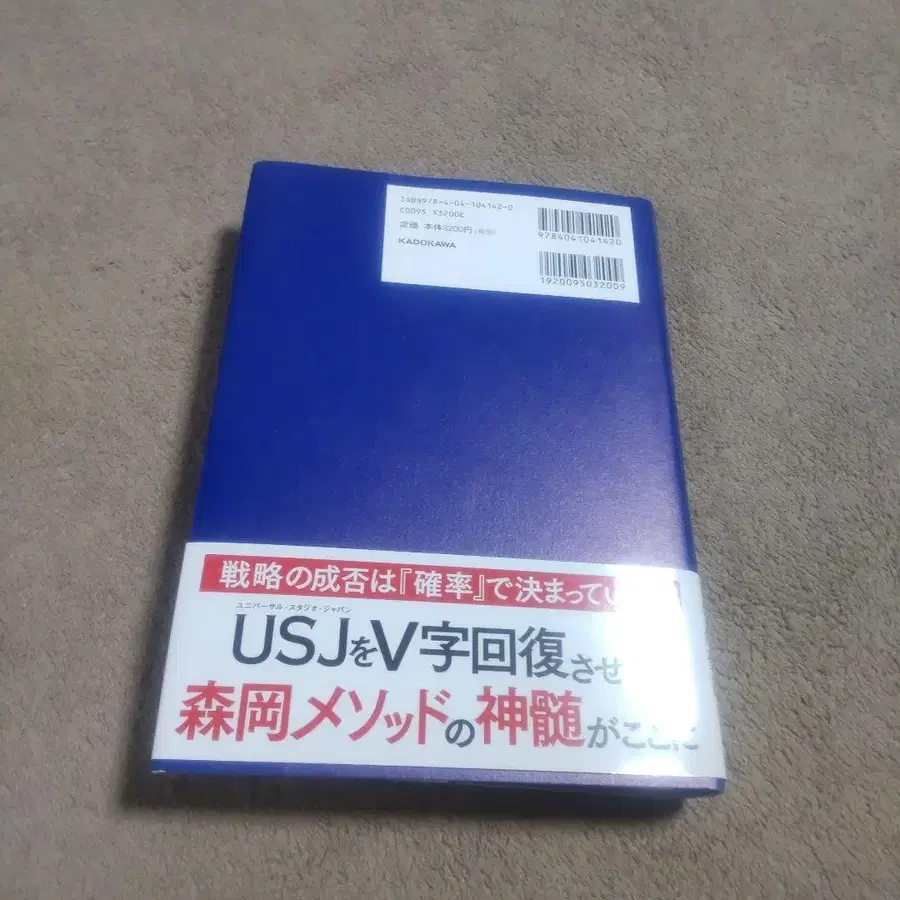 ISBN978-4-04-104142-0
C0095 ¥3200E
定価 本体3200円(税別)
KADOKAWA
9784041041420
1920095032009
戦略の成否は『確率』で決まってい
ユニバーサル・スタジオ・ジャパン
USJをV字回復させ
森岡メソッドの神髄がここに